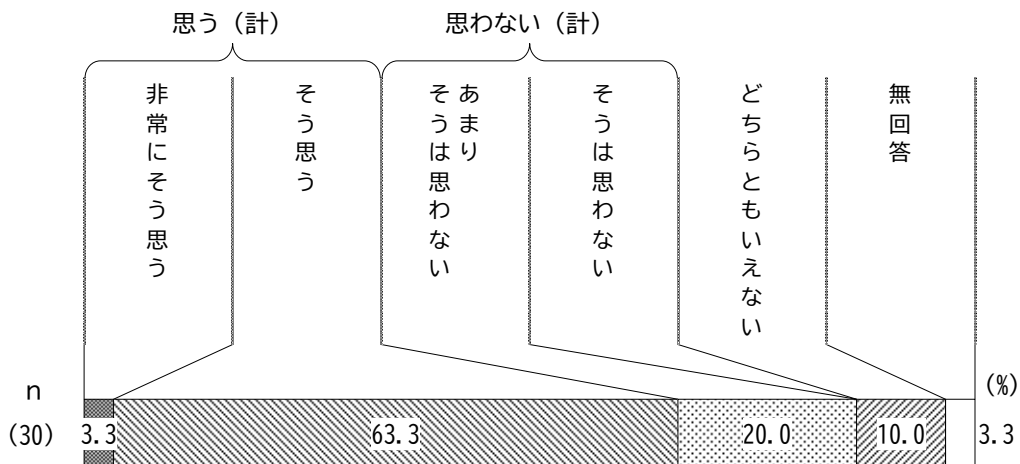 思う（計）
思わない（計）
非常にそう思う
そう思う
あまり
そうは思わない
そうは思わない
どちらともいえない
無回答
n
(%)
(30)
3.3
63.3
20.0
10.0
3.3